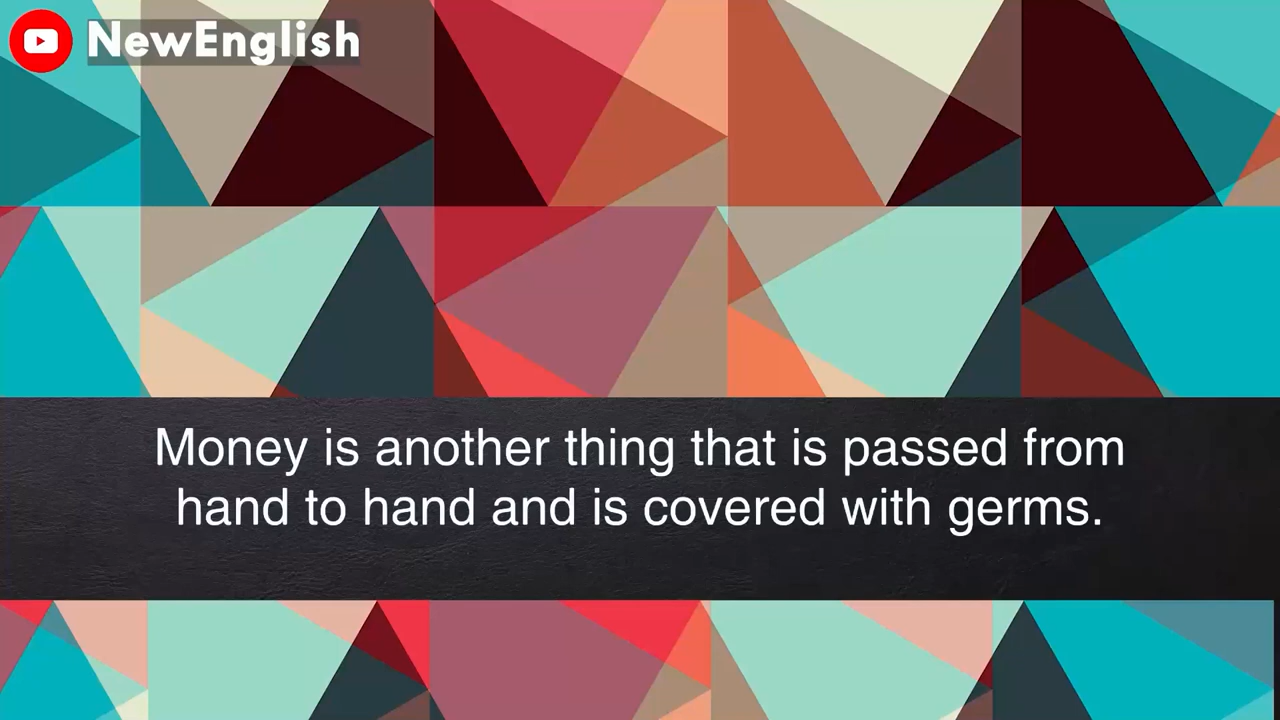 NewEnglish
Money is another thing that is passed from
hand to hand and is covered with germs.